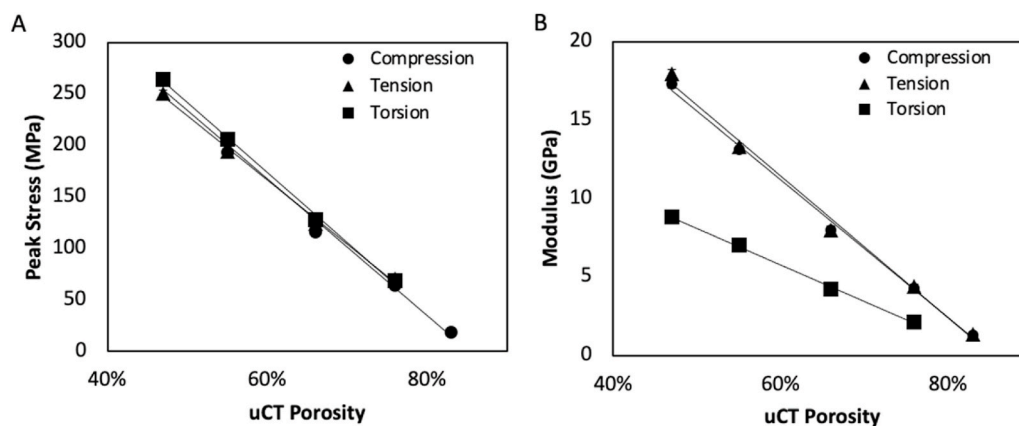 A
Peak Stress (MPa)
300
250
200
150
100
50
0
40%
60%
80%
uCT Porosity
Compression
Tension
Torsion
B
Modulus (GPa)
20
15
10
5
0
40%
60%
80%
uCT Porosity
Compression
Tension
Torsion